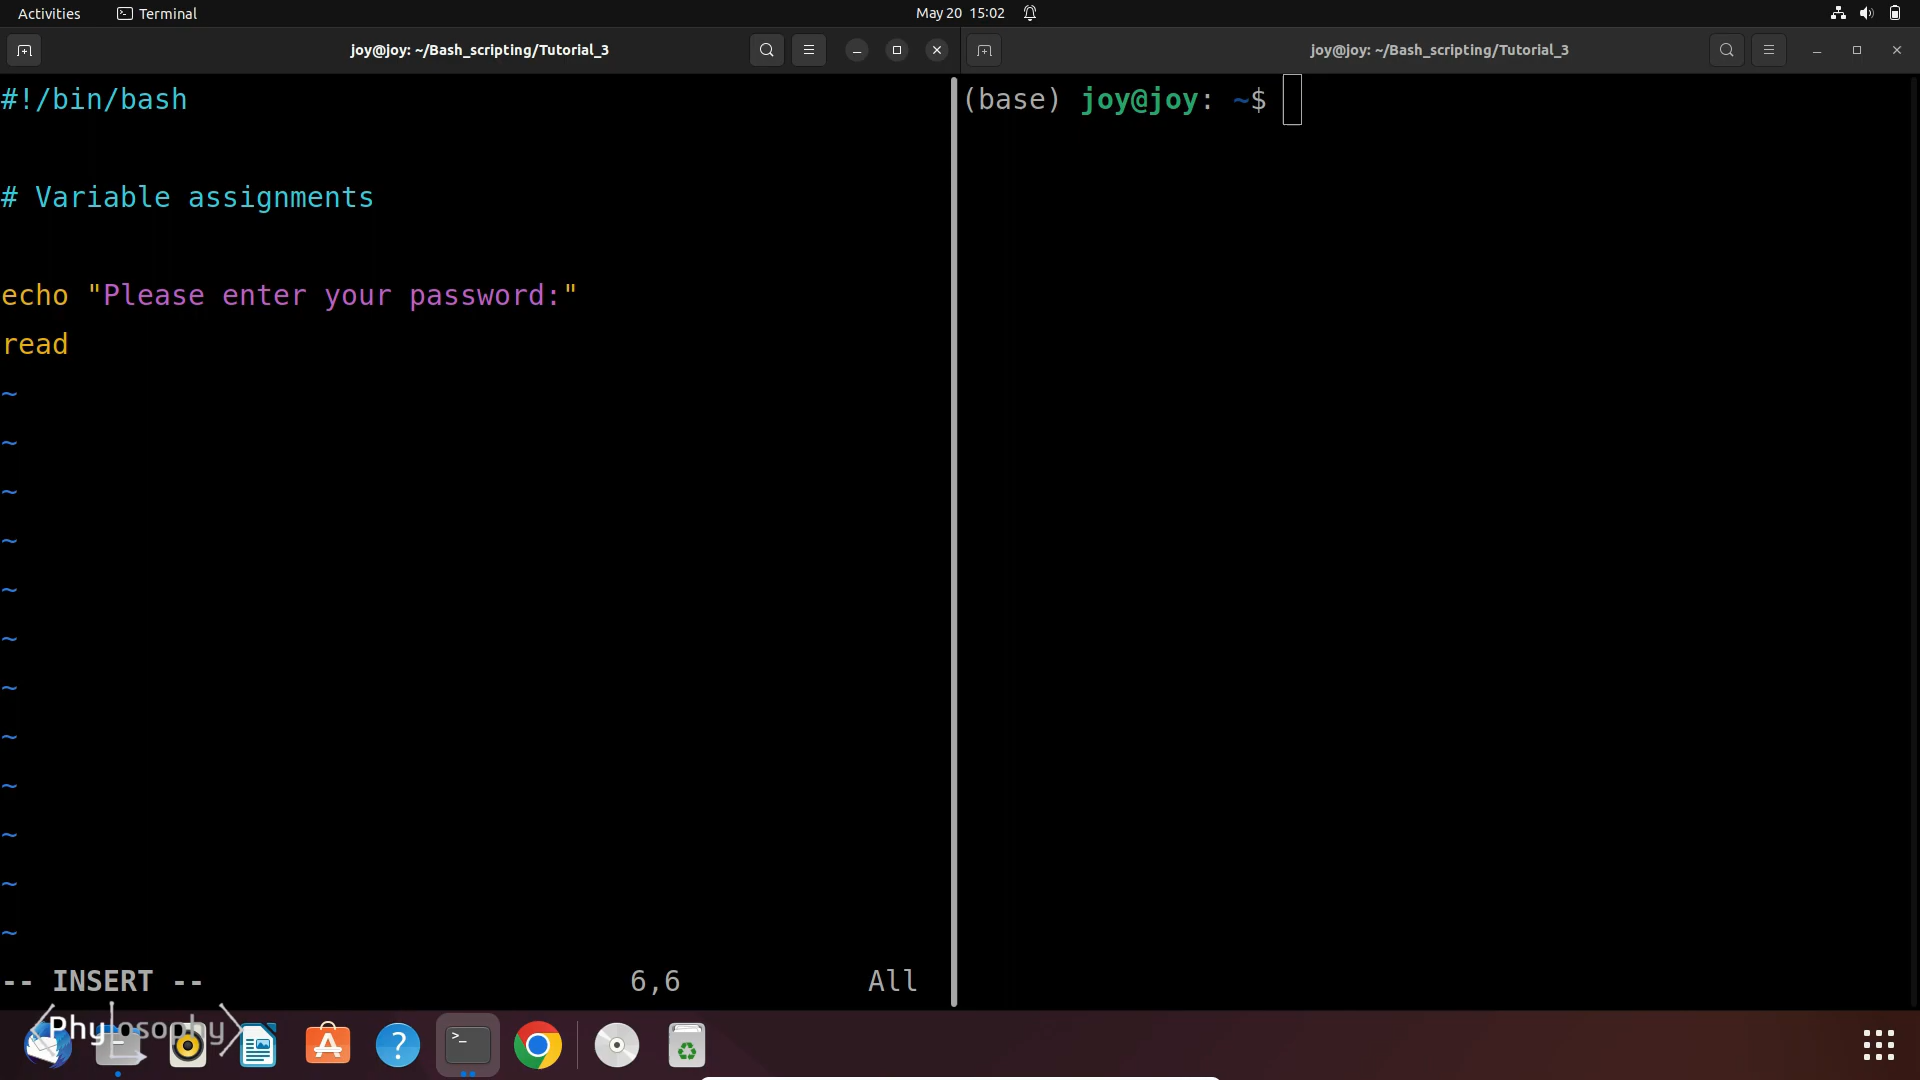 Activities
Terminal
May 20 15:02
joy@joy: ~/Bash_scripting/Tutorial_3
joy@joy: ~/Bash_scripting/Tutorial_3
#!/bin/bash
# Variable assignments
echo "Please enter your password:"
read
~
~
~
~
~
~
~
~
~
~
~
~
-- INSERT --
6,6
All
(base) joy@joy: ~$
Phylosophy